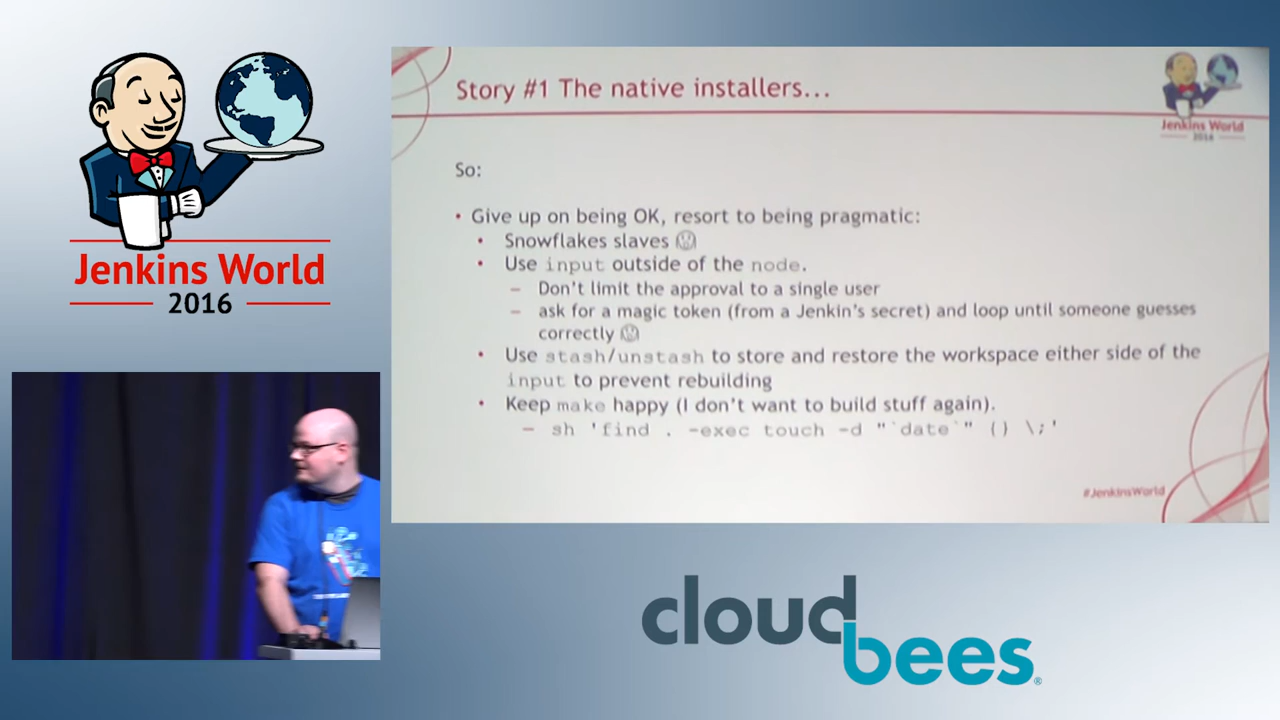 Jenkins World
2016
Story #1 The native installers...
Jenkins World
2016
So:
• Give up on being OK, resort to being pragmatic:
• Snowflakes slaves
• Use input outside of the node.
– Don't limit the approval to a single user
– ask for a magic token (from a Jenkin's secret) and loop until someone guesses
correctly
• Use stash/unstash to store and restore the workspace either side of the
input to prevent rebuilding
• Keep make happy (I don't want to build stuff again).
– sh 'find . -exec touch -d "`date`" {} \;'
#JenkinsWorld
cloudbees®